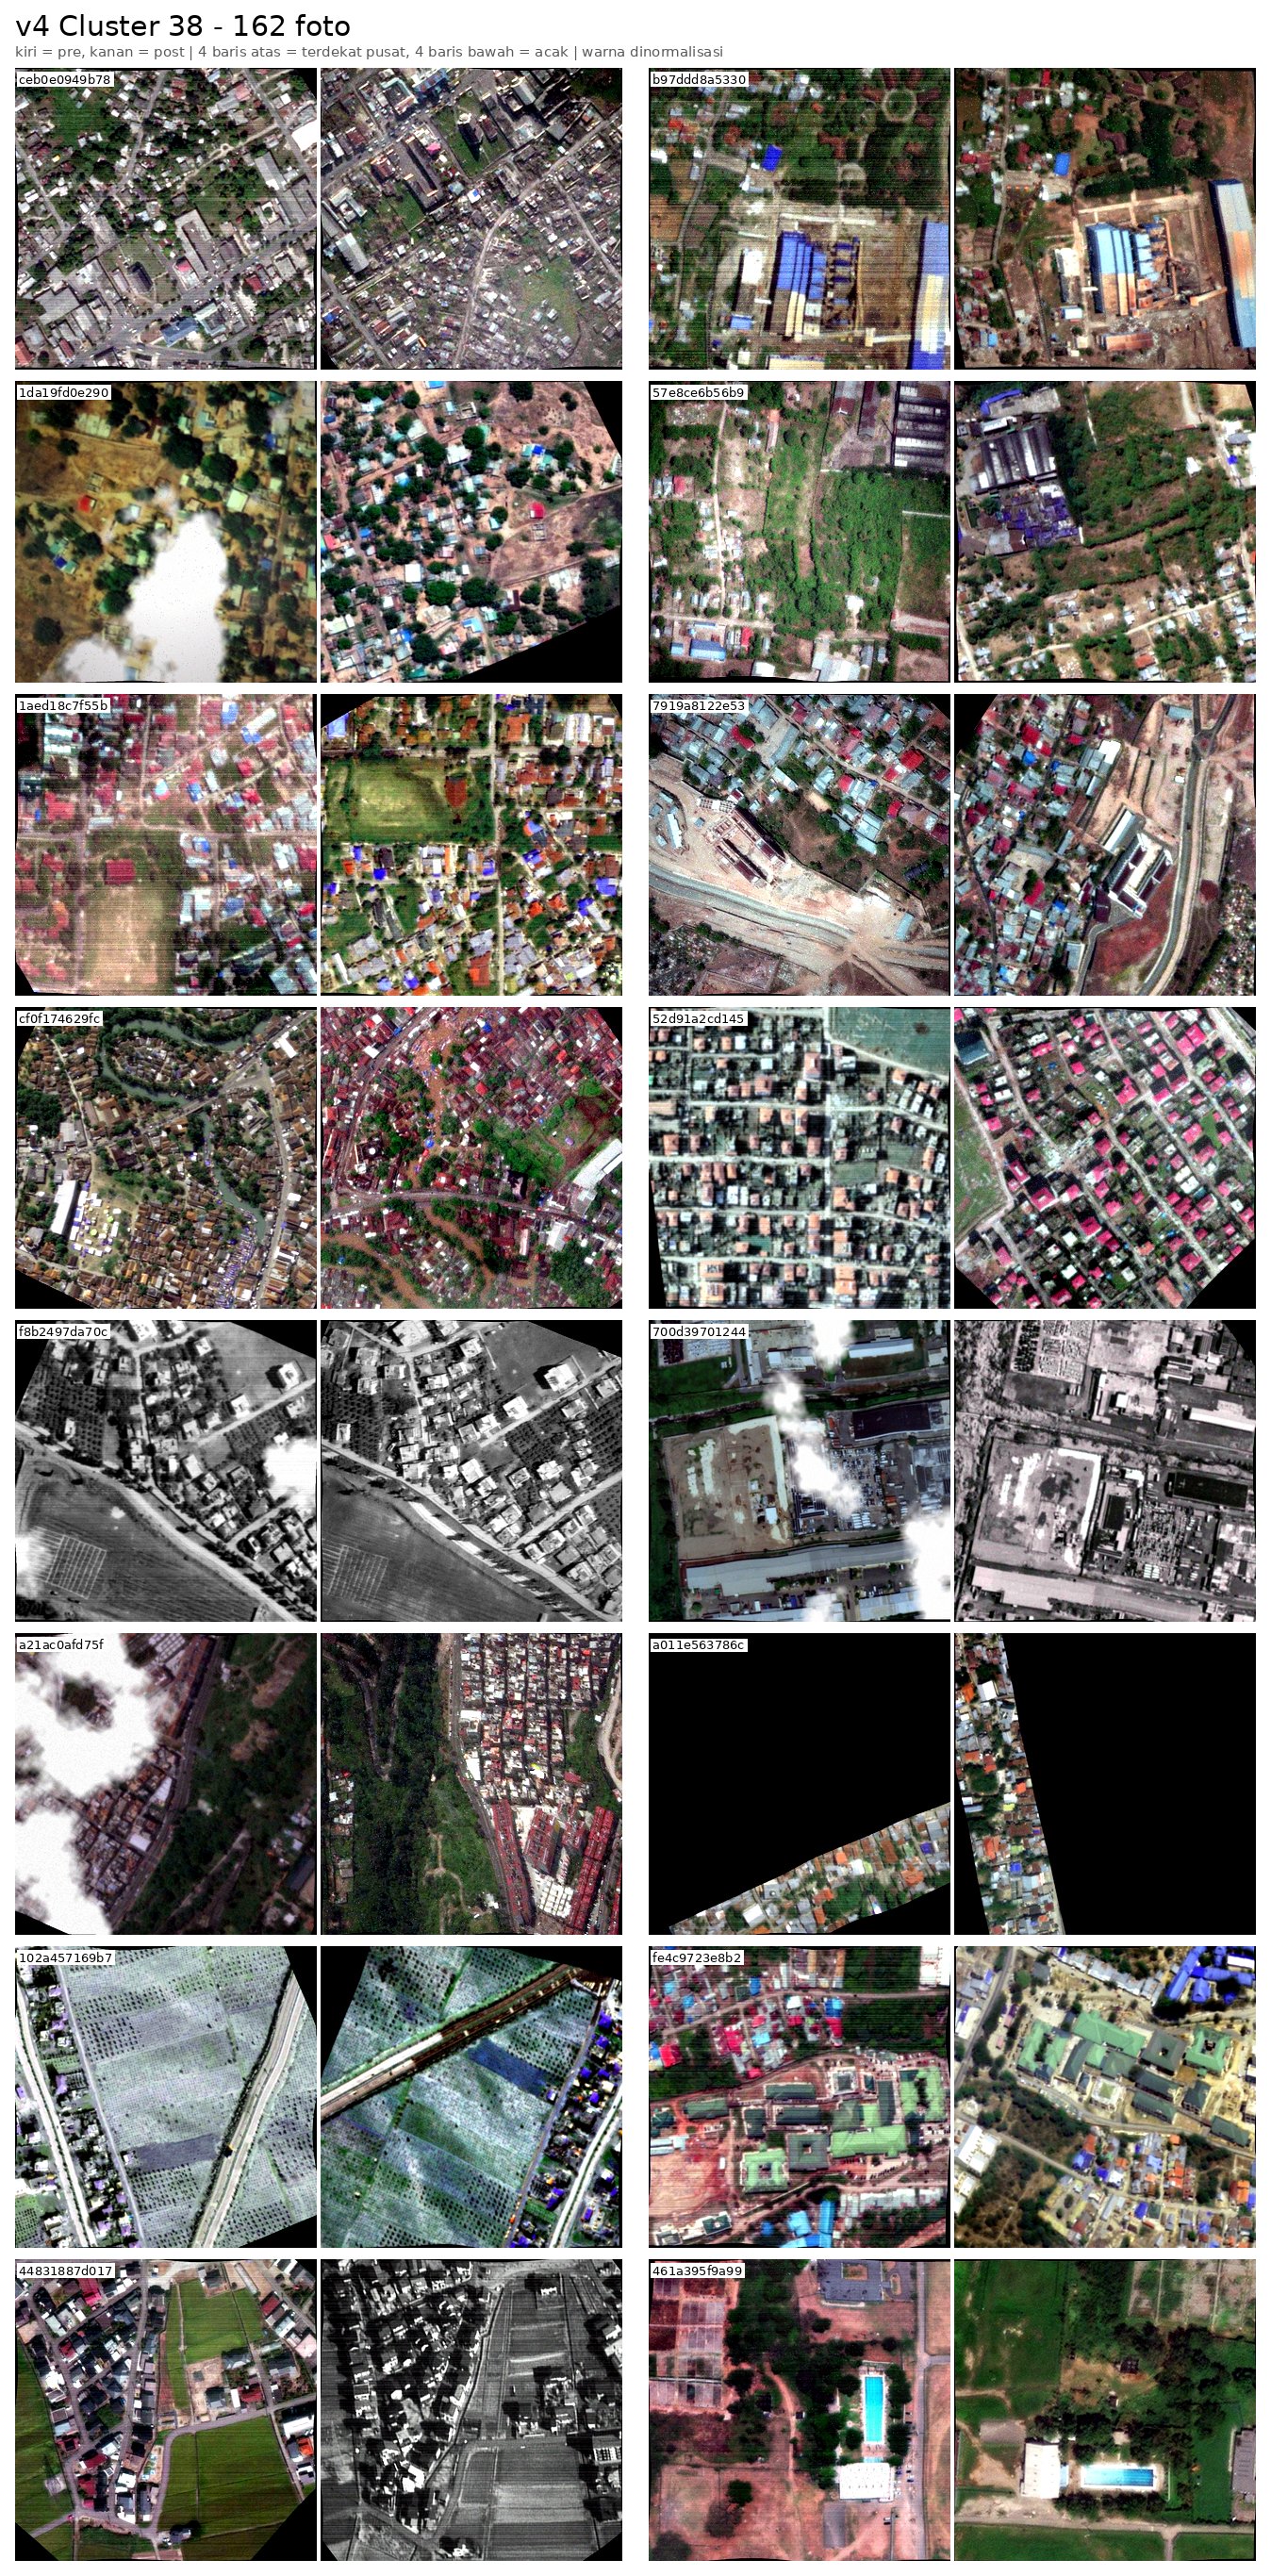 v4 Cluster 38 - 162 foto
kiri = pre, kanan = post | 4 baris atas = terdekat pusat, 4 baris bawah = acak | warna dinormalisasi
ceb0e0949b78
b97ddd8a5330
1da19fd0e290
57e8ce6b56b9
1aed18c7f55b
7919a8122e53
cf0f174629fc
52d91a2cd145
f8b2497da70c
700d39701244
a21ac0afd75f
a011e563786c
102a457169b7
fe4c9723e8b2
44831887d017
461a395f9a99